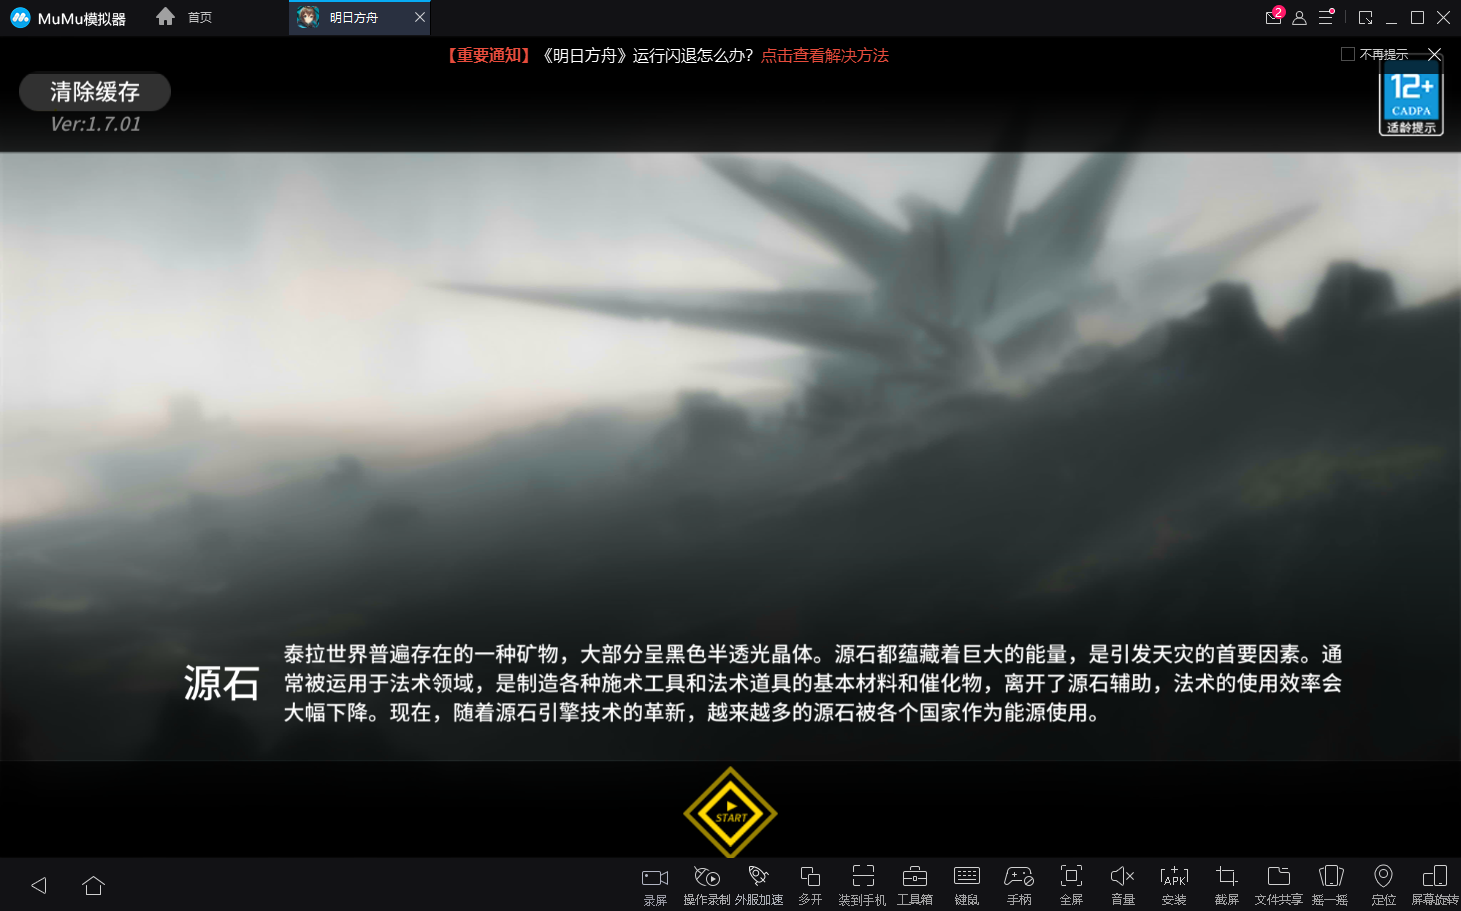 MuMu模拟器 首页 明日方舟 2
【重要通知】《明日方舟》运行闪退怎么办？点击查看解决方法 不再提示
清除缓存
Ver:1.7.01
12+
CADPA
适龄提示
源石
泰拉世界普遍存在的一种矿物，大部分呈黑色半透光晶体。源石都蕴藏着巨大的能量，是引发天灾的首要因素。通
常被运用于法术领域，是制造各种施术工具和法术道具的基本材料和催化物，离开了源石辅助，法术的使用效率会
大幅下降。现在，随着源石引擎技术的革新，越来越多的源石被各个国家作为能源使用。
START
APK
录屏 操作录制 外服加速 多开 装到手机 工具箱 键鼠 手柄 全屏 音量 安装 截屏 文件共享 摇一摇 定位 屏幕旋转